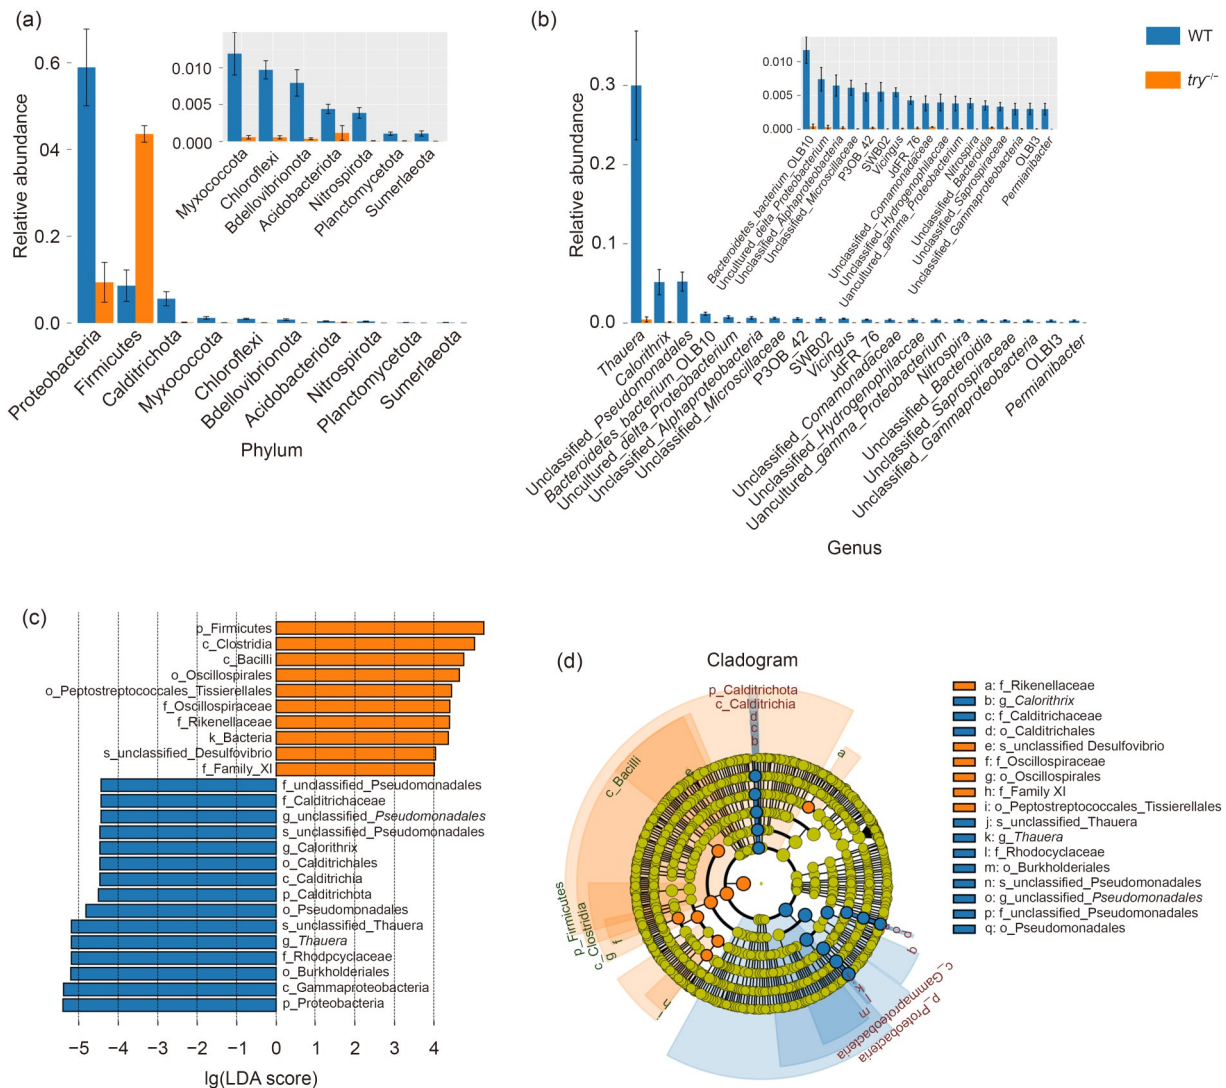 (a)
Relative abundance
0.6
0.4
0.2
0.0
0.010
0.005
0.000
Myxococcota
Chloroflexi
Bdellovibriota
Acidobacteriota
Nitrospirota
Planctomycetota
Sumerlaeota
Proteobacteria
Firmicutes
Calditrichota
Myxococcota
Chloroflexi
Bdellovibrionota
Acidobacteriota
Nitrospirota
Planctomycetota
Sumerlaeota
Phylum
(b)
WT
try⁻/⁻
Relative abundance
0.3
0.2
0.1
0.0
0.010
0.005
0.000
Bacteroidetes_bacterium_OLB10
Uncultured_delta_Proteobacterium
Unclassified_Alphaproteobacteria
Unclassified_Microscillaceae
P3OB_42
SWB02
Vicingus
JdFR_76
Unclassified_Comamonadaceae
Unclassified_Hydrogenophilaccae
Uancultured_gamma_Proteobacterium
Nitrospira
Unclassified_Bacteroidia
Unclassified_Saprospiraceae
Unclassified_Gammaproteobacteria
OLBI3
Permianibacter
Thauera
Calorithrix
Unclassified_Pseudomonadales
Bacteroidetes_bacterium_OLB10
Uncultured_delta_Proteobacterium
Unclassified_Alphaproteobacteria
Unclassified_Microscillaceae
P3OB_42
SWB02
Vicingus
JdFR_76
Unclassified_Comamonadaceae
Unclassified_Hydrogenophilaccae
Uancultured_gamma_Proteobacterium
Nitrospira
Unclassified_Bacteroidia
Unclassified_Saprospiraceae
Unclassified_Gammaproteobacteria
OLBI3
Permianibacter
Genus
(c)
p_Firmicutes
c_Clostridia
c_Bacilli
o_Oscillospirales
o_Peptostreptococcales_Tissierellales
f_Oscillospiraceae
f_Rikenellaceae
k_Bacteria
s_unclassified_Desulfovibrio
f_Family_XI
f_unclassified_Pseudomonadales
f_Calditrichaceae
g_unclassified_Pseudomonadales
s_unclassified_Pseudomonadales
g_Calorithrix
o_Calditrichales
c_Calditrichia
p_Calditrichota
o_Pseudomonadales
s_unclassified_Thauera
g_Thauera
f_Rhodpcyclaceae
o_Burkholderiales
c_Gammaproteobacteria
p_Proteobacteria
−5 −4 −3 −2 −1 0 1 2 3 4
lg(LDA score)
(d)
Cladogram
p_Calditrichota
c_Calditrichia
d
c
b
a
e
c_Bacilli
p_Firmicutes
c_Clostridia
g
f
p
q
k
m
c_Gammaproteobacteria
p_Proteobacteria
a: f_Rikenellaceae
b: g_Calorithrix
c: f_Calditrichaceae
d: o_Calditrichales
e: s_unclassified Desulfovibrio
f: f_Oscillospiraceae
g: o_Oscillospirales
h: f_Family XI
i: o_Peptostreptococcales_Tissierellales
j: s_unclassified_Thauera
k: g_Thauera
l: f_Rhodocyclaceae
m: o_Burkholderiales
n: s_unclassified_Pseudomonadales
o: g_unclassified_Pseudomonadales
p: f_unclassified_Pseudomonadales
q: o_Pseudomonadales